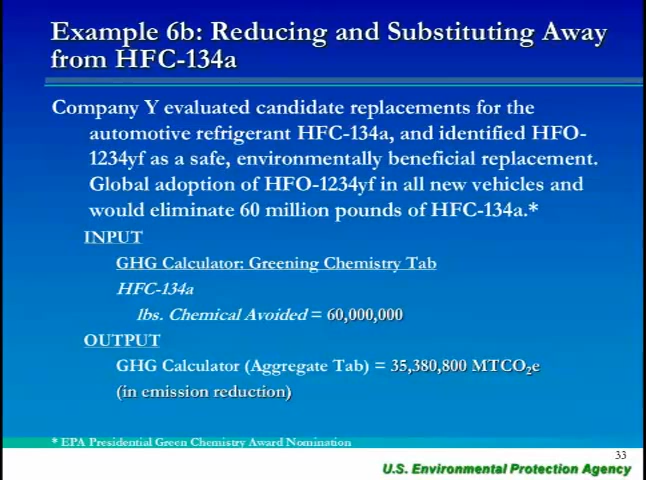 Example 6b: Reducing and Substituting Away
from HFC-134a
Company Y evaluated candidate replacements for the
automotive refrigerant HFC-134a, and identified HFO-
1234yf as a safe, environmentally beneficial replacement.
Global adoption of HFO-1234yf in all new vehicles and
would eliminate 60 million pounds of HFC-134a.*
INPUT
GHG Calculator: Greening Chemistry Tab
HFC-134a
lbs. Chemical Avoided = 60,000,000
OUTPUT
GHG Calculator (Aggregate Tab) = 35,380,800 MTCO₂e
(in emission reduction)
* EPA Presidential Green Chemistry Award Nomination
33
U.S. Environmental Protection Agency